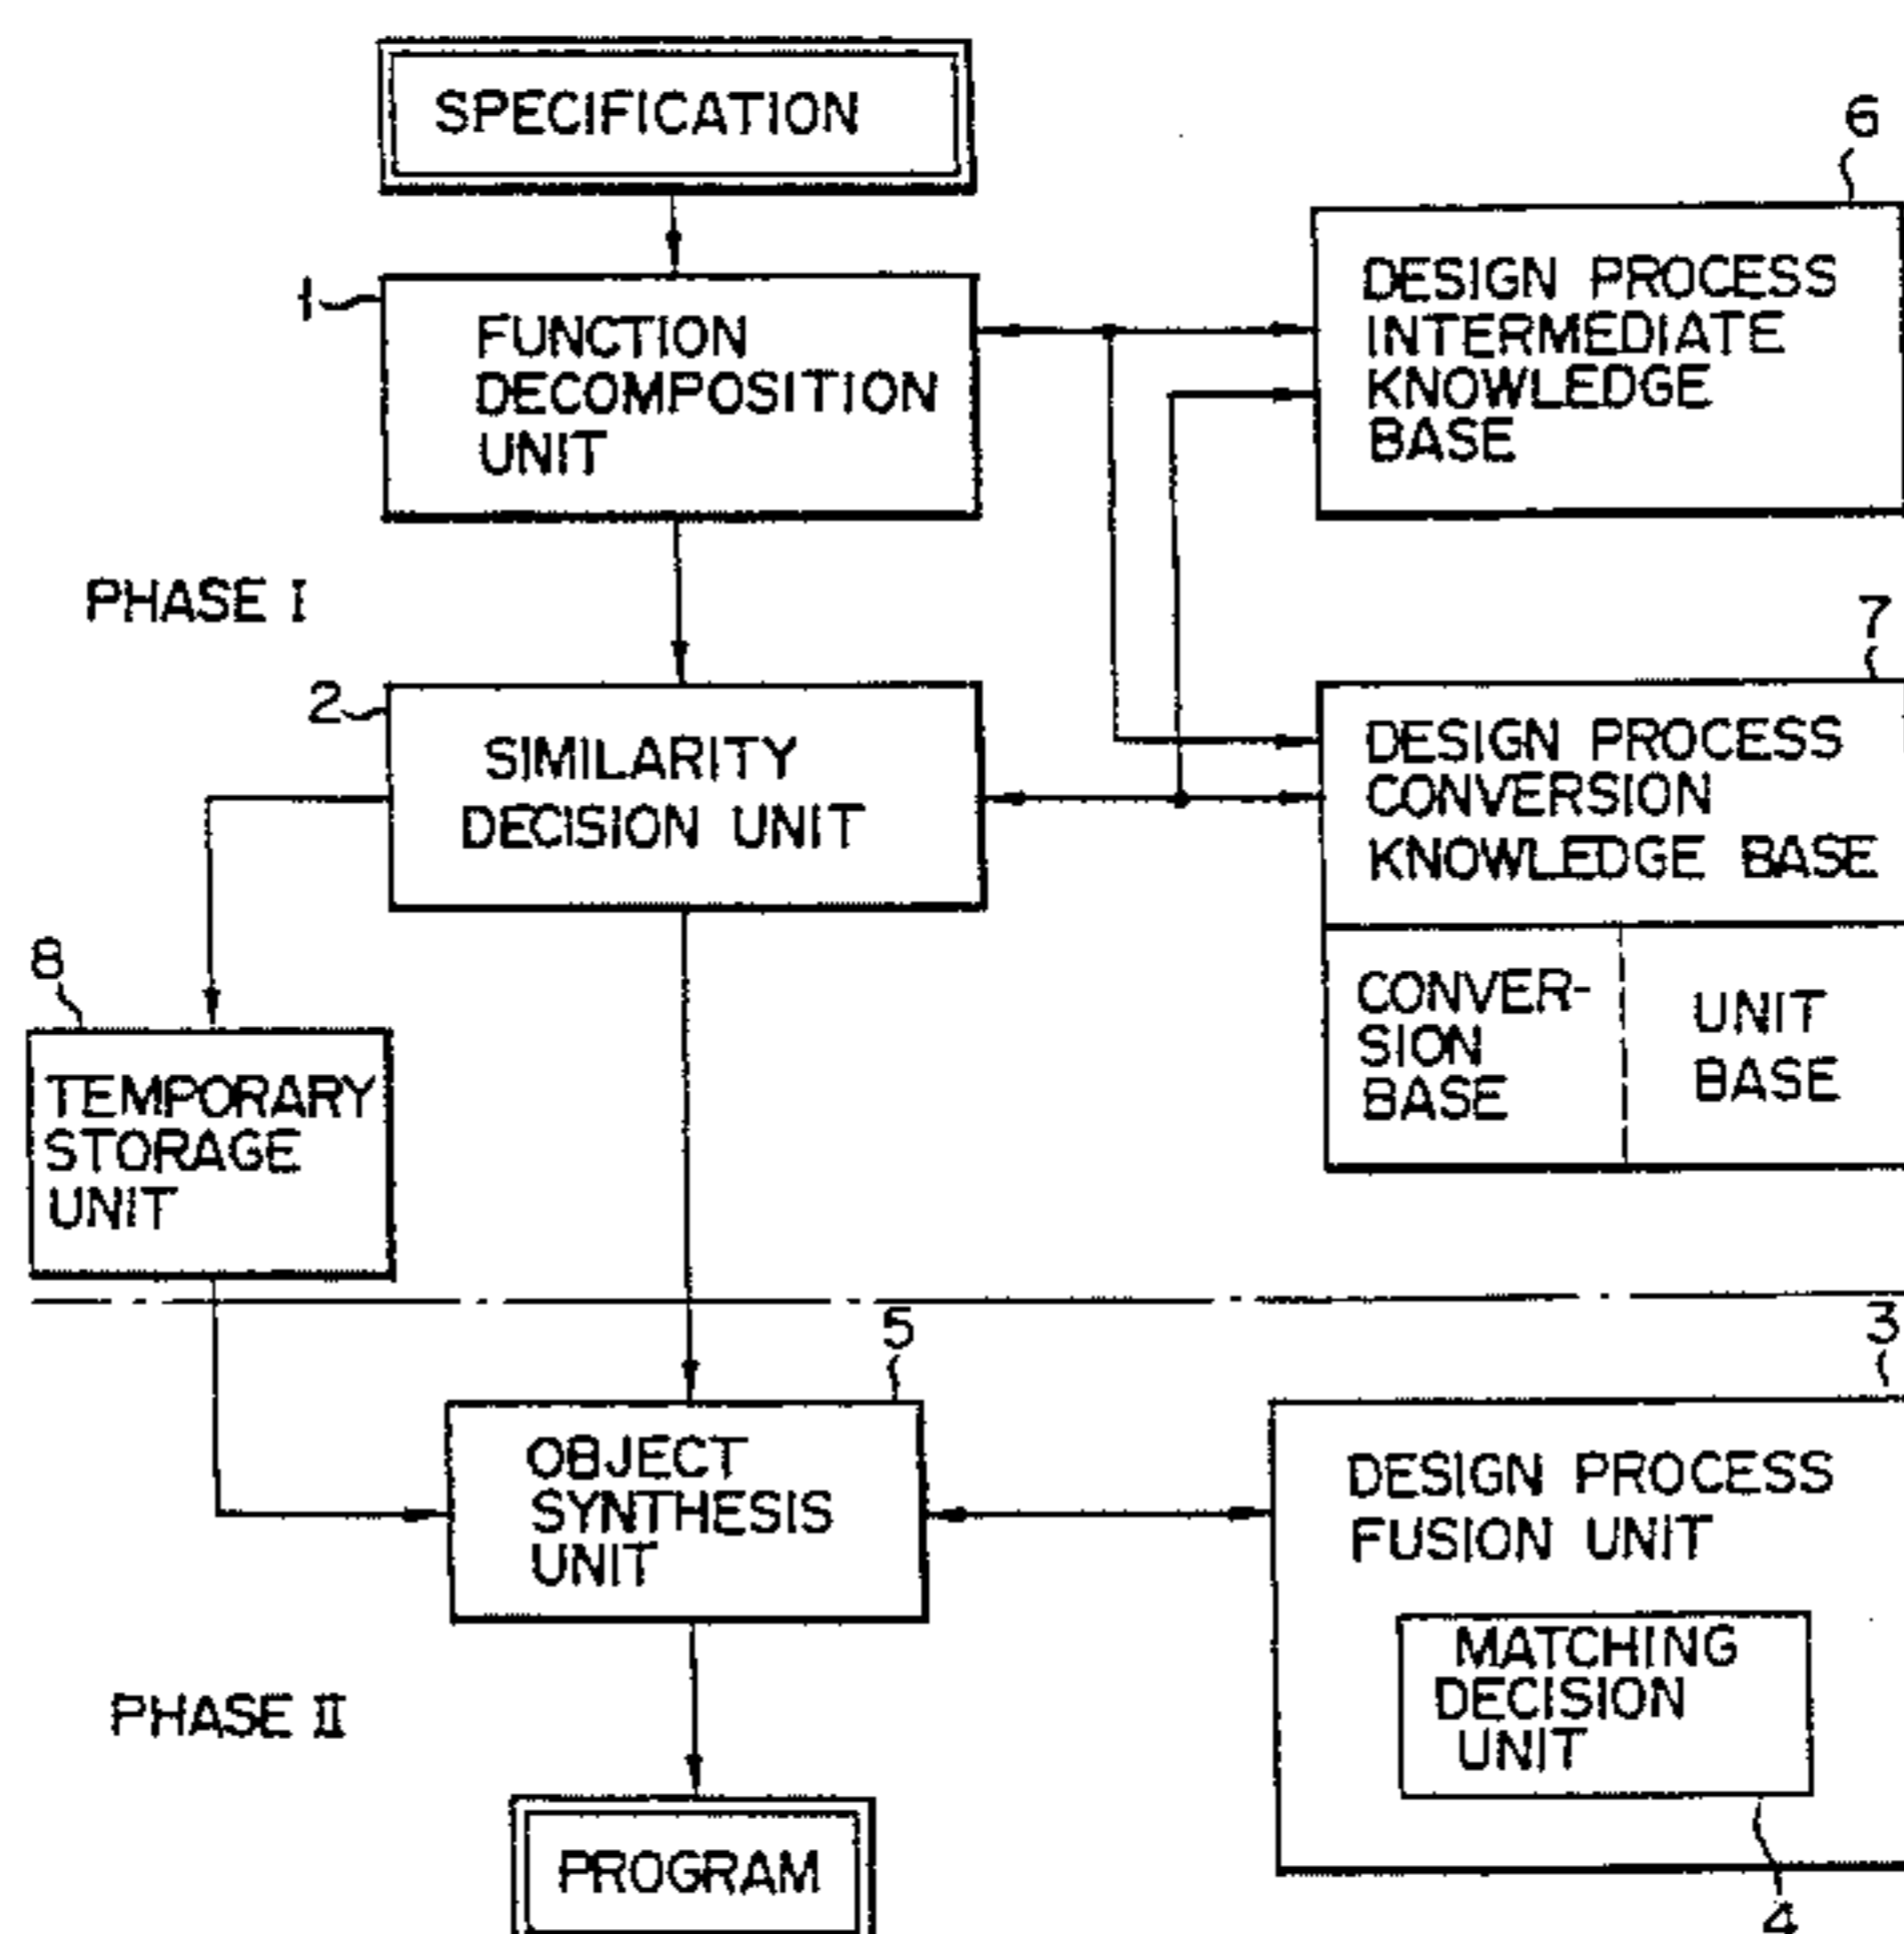 SPECIFICATION
6
1
FUNCTION
DECOMPOSITION
UNIT
DESIGN PROCESS
INTERMEDIATE
KNOWLEDGE
BASE
PHASE I
2
SIMILARITY
DECISION UNIT
7
DESIGN PROCESS
CONVERSION
KNOWLEDGE BASE
CONVER-
SION
BASE
UNIT
BASE
8
TEMPORARY
STORAGE
UNIT
5
OBJECT
SYNTHESIS
UNIT
3
DESIGN PROCESS
FUSION UNIT
MATCHING
DECISION
UNIT
4
PHASE II
PROGRAM